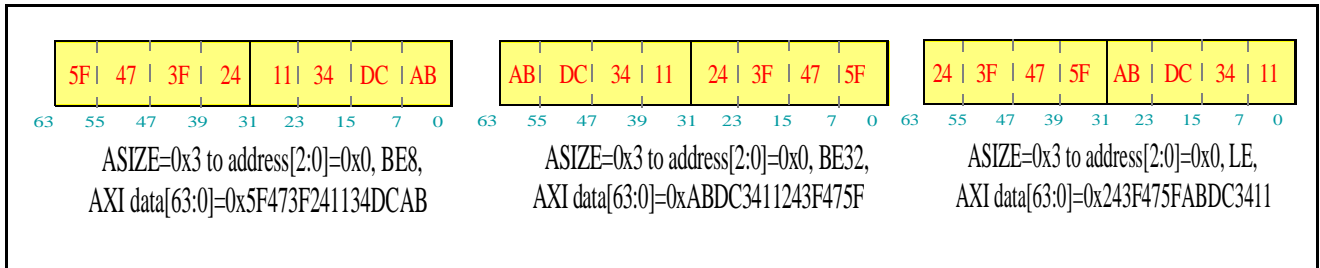 5F 47 3F 24 11 34 DC AB
63 55 47 39 31 23 15 7 0
ASIZE=0x3 to address[2:0]=0x0, BE8,
AXI data[63:0]=0x5F473F241134DCAB
AB DC 34 11 24 3F 47 5F
63 55 47 39 31 23 15 7 0
ASIZE=0x3 to address[2:0]=0x0, BE32,
AXI data[63:0]=0xABDC3411243F475F
24 3F 47 5F AB DC 34 11
63 55 47 39 31 23 15 7 0
ASIZE=0x3 to address[2:0]=0x0, LE,
AXI data[63:0]=0x243F475FABDC3411